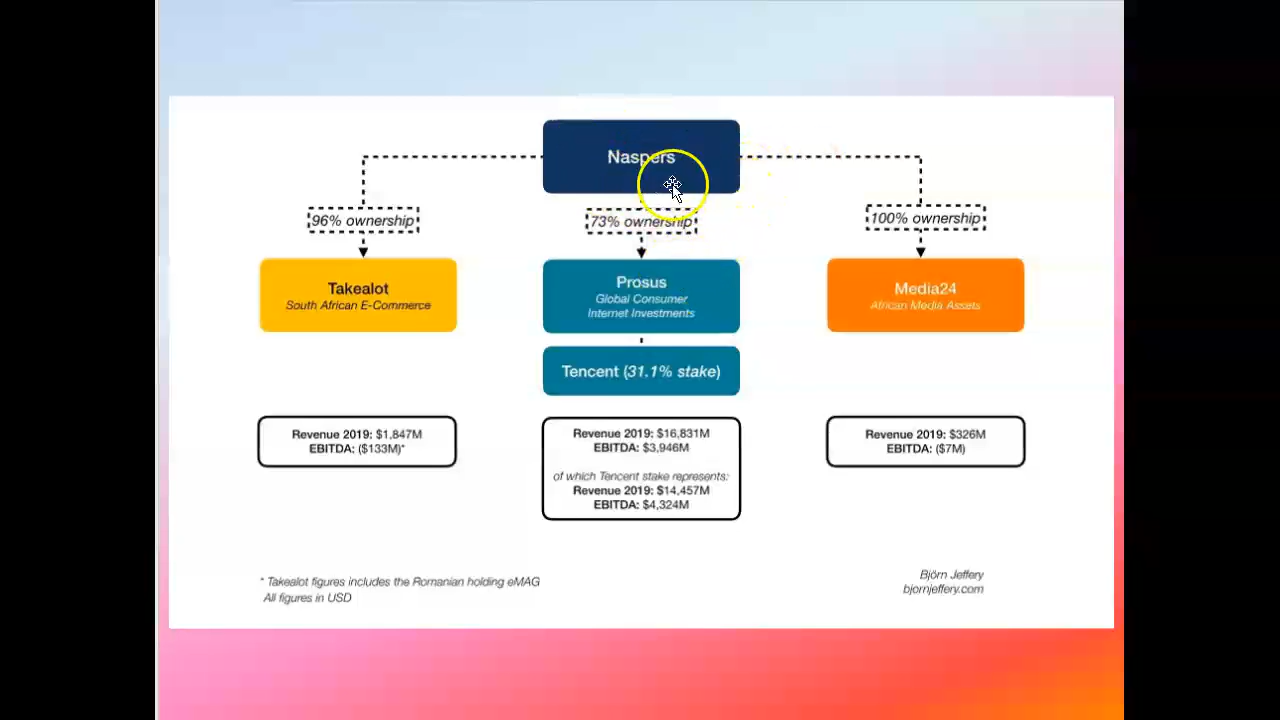 Naspers
96% ownership
73% ownership
100% ownership
Takealot
South African E-Commerce
Prosus
Global Consumer
Internet Investments
Media24
African Media Assets
Tencent (31.1% stake)
Revenue 2019: $1,847M
EBITDA: ($133M)*
Revenue 2019: $16,831M
EBITDA: $3,946M
of which Tencent stake represents:
Revenue 2019: $14,457M
EBITDA: $4,324M
Revenue 2019: $326M
EBITDA: ($7M)
* Takealot figures includes the Romanian holding eMAG
All figures in USD
Björn Jeffery
bjornjeffery.com